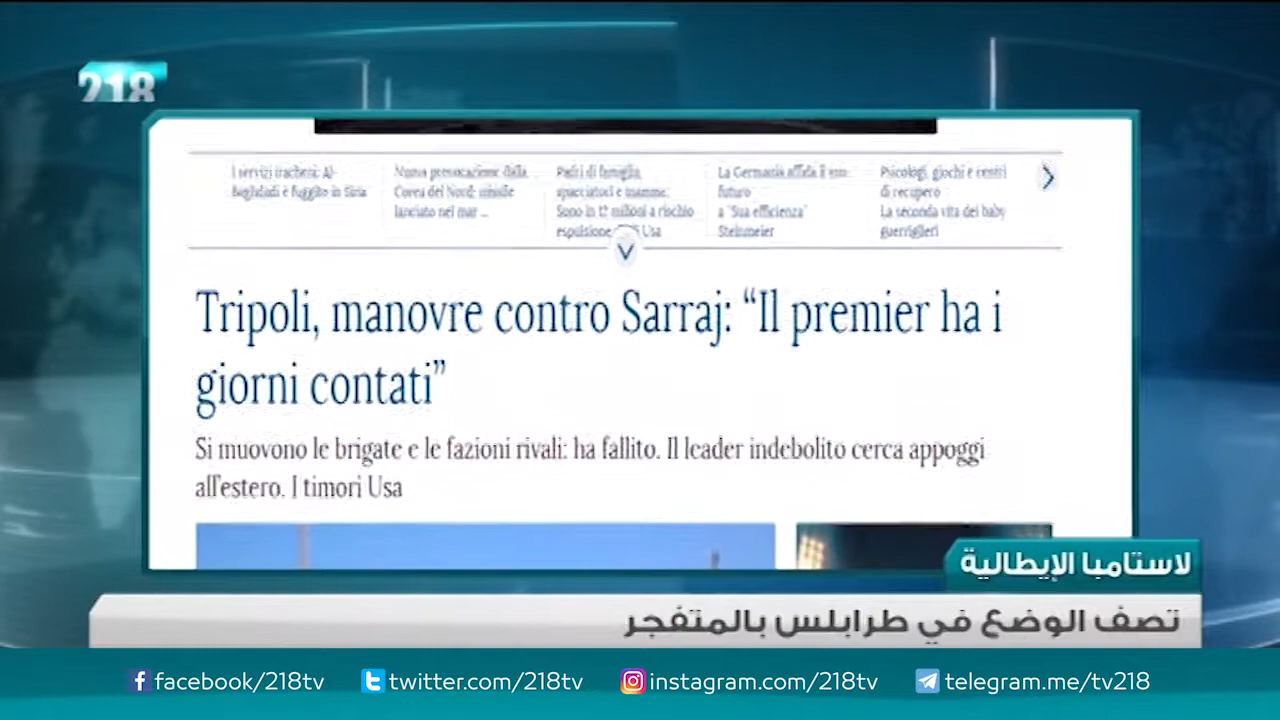 218
I servizi iracheni: Al-
Baghdadi è fuggito in Siria
Nuova provocazione dalla
Corea del Nord: missile
lanciato nel mar ...
Padri di famiglia,
spacciatori e mamme.
Sono in 12 milioni a rischio
espulsione Usa
La Germania affida il suo
futuro
a "Sua efficienza"
Steinmeier
Psicologi, giochi e centri
di recupero
La seconda vita dei baby
guerriglieri
Tripoli, manovre contro Sarraj: “Il premier ha i
giorni contati”
Si muovono le brigate e le fazioni rivali: ha fallito. Il leader indebolito cerca appoggi
all'estero. I timori Usa
لاستامبا الإيطالية
تصف الوضع في طرابلس بالمتفجر
facebook/218tv
twitter.com/218tv
instagram.com/218tv
telegram.me/tv218